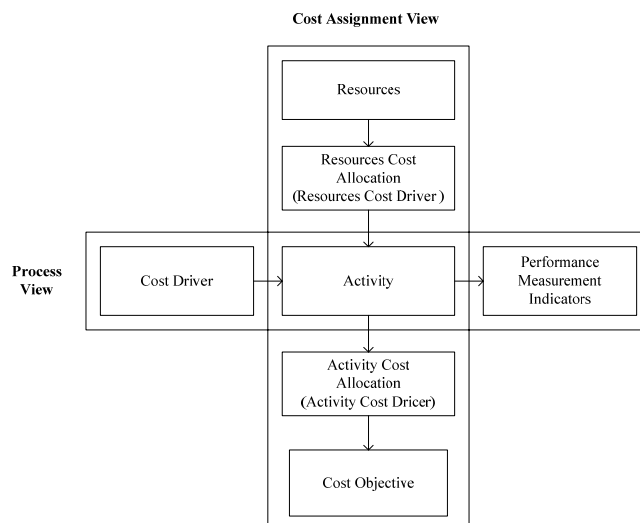 Cost Assignment View
Resources
Resources Cost
Allocation
(Resources Cost Driver )
Process
View
Cost Driver
Activity
Performance
Measurement
Indicators
Activity Cost
Allocation
(Activity Cost Dricer)
Cost Objective